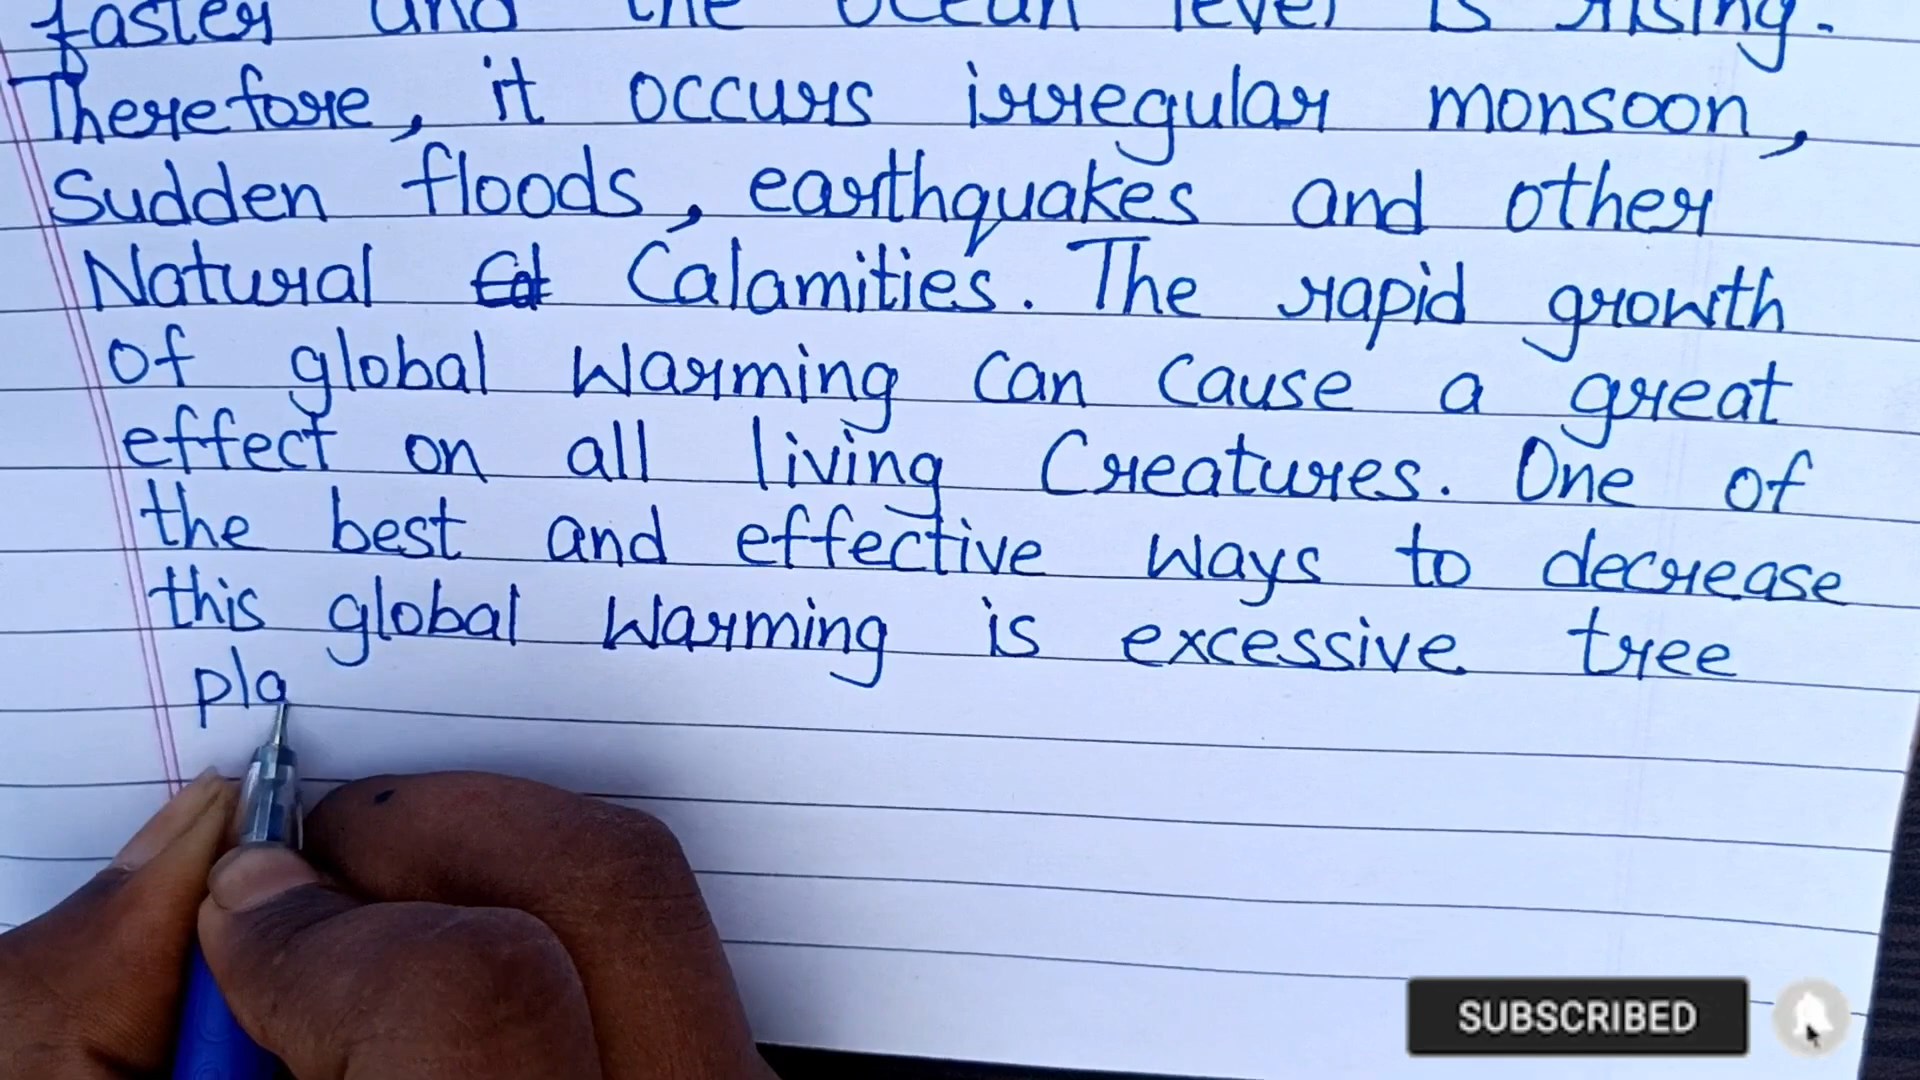 faster and the ocean level is rising.
Therefore, it occurs irregular monsoon,
Sudden floods, earthquakes and other
Natural Cat Calamities. The rapid growth
of global warming can cause a great
effect on all living Creatures. One of
the best and effective ways to decrease
this global warming is excessive tree
pla
SUBSCRIBED